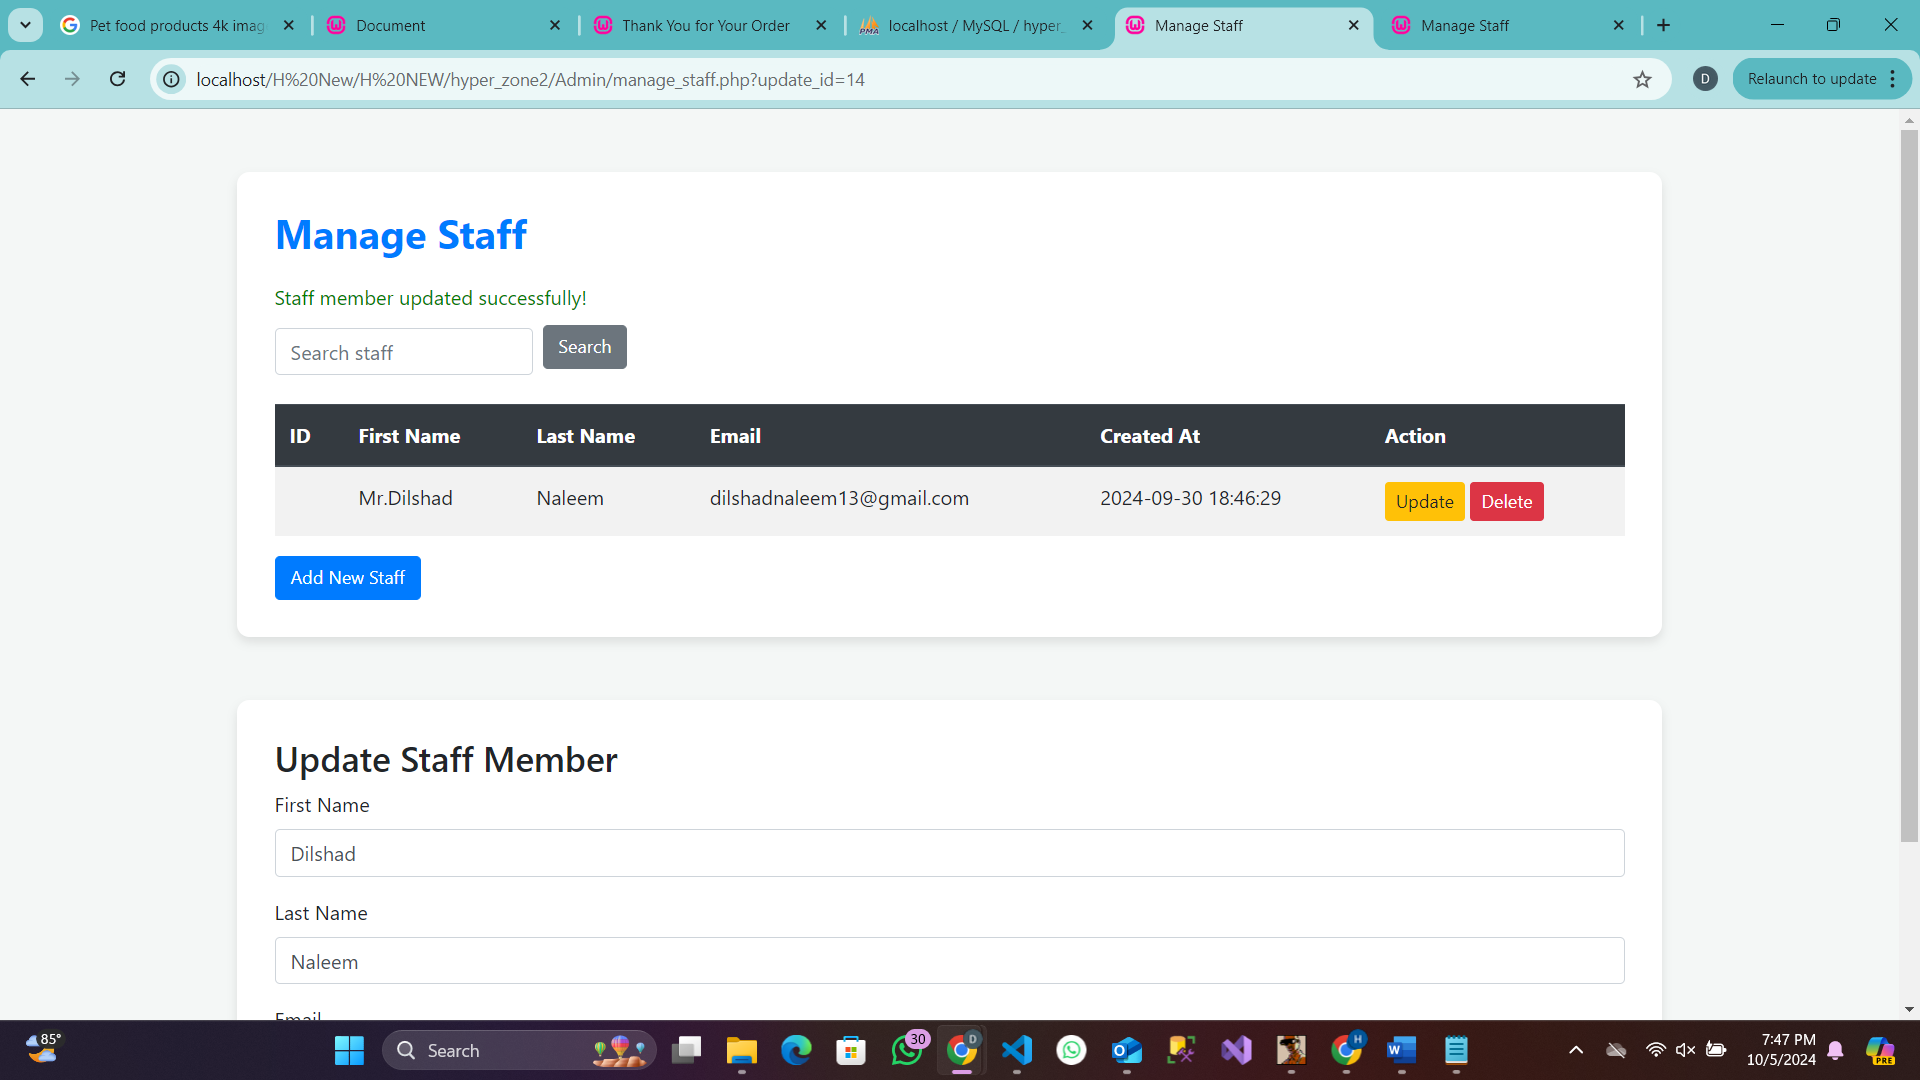 Pet food products 4k imag
Document
Thank You for Your Order
localhost / MySQL / hyper_
Manage Staff
Manage Staff
localhost/H%20New/H%20NEW/hyper_zone2/Admin/manage_staff.php?update_id=14
D
Relaunch to update
Manage Staff
Staff member updated successfully!
Search staff
Search
ID First Name Last Name Email Created At Action
Mr.Dilshad Naleem dilshadnaleem13@gmail.com 2024-09-30 18:46:29 Update Delete
Add New Staff
Update Staff Member
First Name
Dilshad
Last Name
Naleem
Email
85°
Search
30
D
H
7:47 PM
10/5/2024
PRE